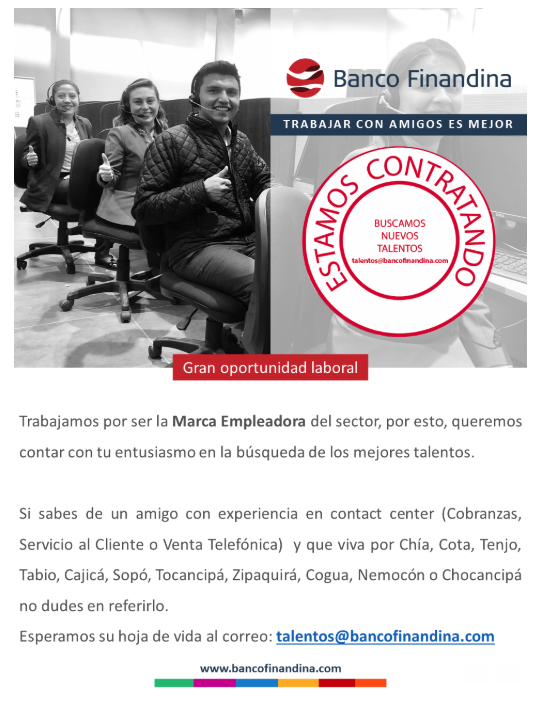 Banco Finandina
TRABAJAR CON AMIGOS ES MEJOR
ESTAMOS CONTRATANDO
BUSCAMOS
NUEVOS
TALENTOS
talentos@bancofinandina.com
Gran oportunidad laboral
Trabajamos por ser la Marca Empleadora del sector, por esto, queremos
contar con tu entusiasmo en la búsqueda de los mejores talentos.
Si sabes de un amigo con experiencia en contact center (Cobranzas,
Servicio al Cliente o Venta Telefónica) y que viva por Chía, Cota, Tenjo,
Tabio, Cajicá, Sopó, Tocancipá, Zipaquirá, Cogua, Nemocón o Chocancipá
no dudes en referirlo.
Esperamos su hoja de vida al correo: talentos@bancofinandina.com
www.bancofinandina.com